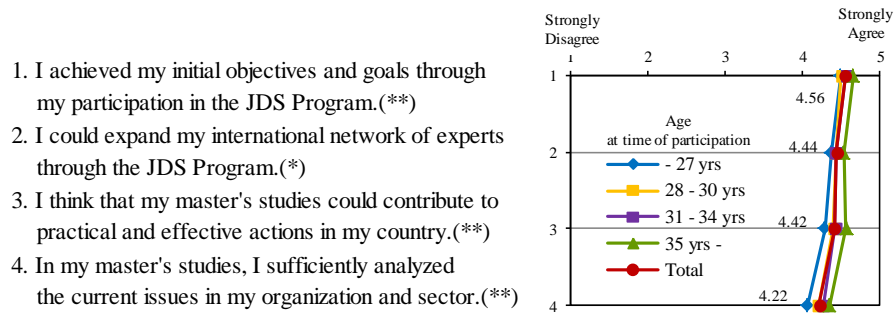 Strongly Disagree
Strongly Agree
1 2 3 4 5
1. I achieved my initial objectives and goals through
my participation in the JDS Program.(**)
2. I could expand my international network of experts
through the JDS Program.(*)
3. I think that my master's studies could contribute to
practical and effective actions in my country.(**)
4. In my master's studies, I sufficiently analyzed
the current issues in my organization and sector.(**)
1
2
3
4
4.56
4.44
4.42
4.22
Age
at time of participation
- 27 yrs
28 - 30 yrs
31 - 34 yrs
35 yrs -
Total